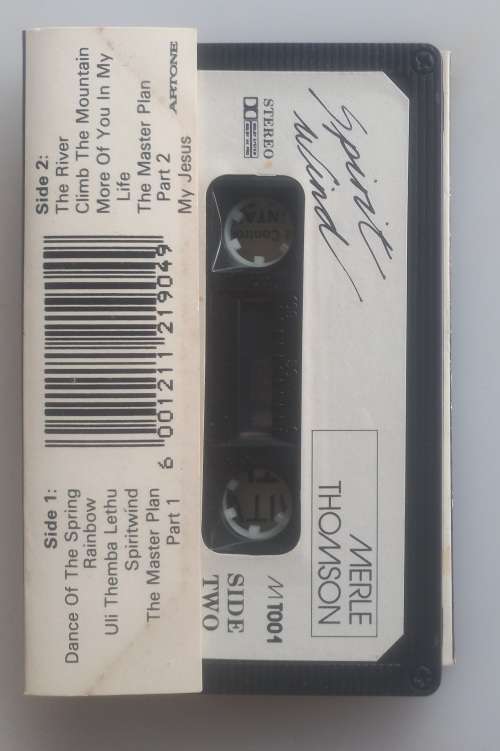 Side 1:
Dance Of The Spring
Rainbow
Uli Themba Lethu
Spiritwind
The Master Plan
Part 1
6 001211 219049
Side 2:
The River
Climb The Mountain
More Of You In My
Life
The Master Plan
Part 2
My Jesus
ARTONE
STEREO
Spirit
Wind
MERLE
THOMSON
MT001
SIDE
TWO